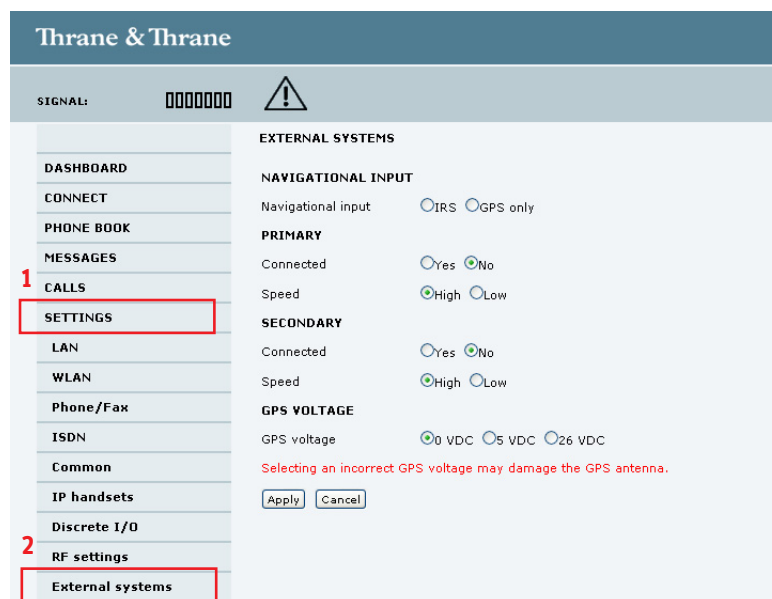 Thrane & Thrane
SIGNAL:
EXTERNAL SYSTEMS
DASHBOARD
CONNECT
PHONE BOOK
MESSAGES
1
CALLS
SETTINGS
LAN
WLAN
Phone/Fax
ISDN
Common
IP handsets
Discrete I/O
2
RF settings
External systems
NAVIGATIONAL INPUT
Navigational input IRS GPS only
PRIMARY
Connected Yes No
Speed High Low
SECONDARY
Connected Yes No
Speed High Low
GPS VOLTAGE
GPS voltage 0 VDC 5 VDC 26 VDC
Selecting an incorrect GPS voltage may damage the GPS antenna.
Apply Cancel